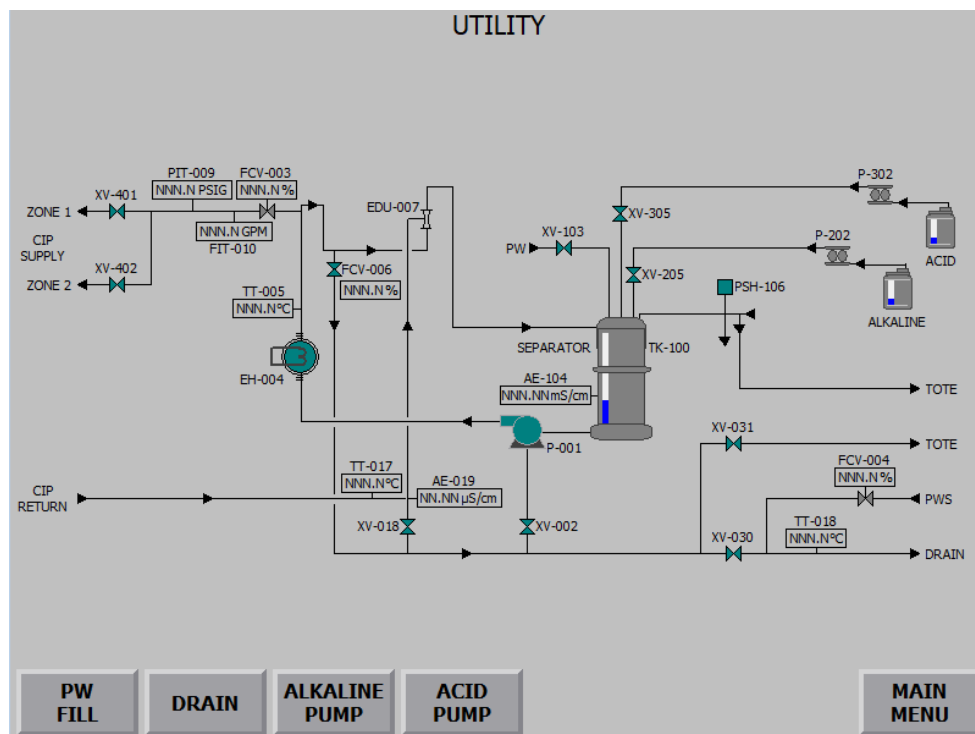 UTILITY
PIT-009
FCV-003
NNN.N PSIG
NNN.N %
P-302
XV-401
EDU-007
ZONE 1
NNN.N GPM
FIT-010
XV-305
XV-103
P-202
CIP
SUPPLY
PW
ACID
XV-402
FCV-006
XV-205
ZONE 2
NNN.N %
TT-005
NNN.N°C
PSH-106
ALKALINE
SEPARATOR
TK-100
EH-004
AE-104
NNN.NN mS/cm
TOTE
P-001
XV-031
TOTE
FCV-004
NNN.N %
TT-017
NNN.N°C
AE-019
NN.NN µS/cm
CIP
RETURN
PWS
XV-018
XV-002
XV-030
TT-018
NNN.N°C
DRAIN
PW
FILL
DRAIN
ALKALINE
PUMP
ACID
PUMP
MAIN
MENU